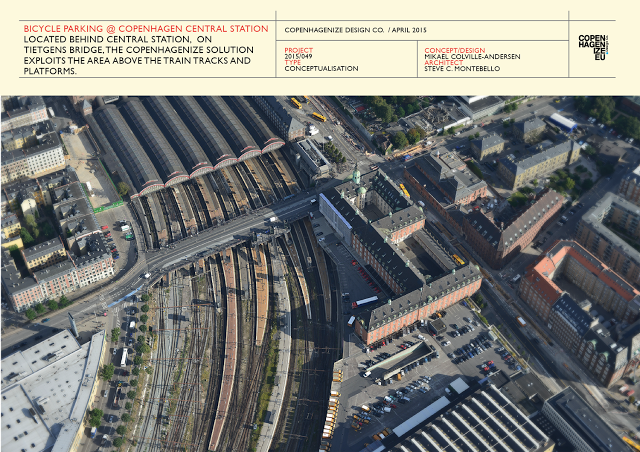 BICYCLE PARKING @ COPENHAGEN CENTRAL STATION
LOCATED BEHIND CENTRAL STATION, ON
TIETGENS BRIDGE, THE COPENHAGENIZE SOLUTION
EXPLOITS THE AREA ABOVE THE TRAIN TRACKS AND
PLATFORMS.
COPENHAGENIZE DESIGN CO. / APRIL 2015
PROJECT
2015/049
TYPE
CONCEPTUALISATION
CONCEPT/DESIGN
MIKAEL COLVILLE-ANDERSEN
ARCHITECT
STEVE C. MONTEBELLO
COPEN
HAGEN
IZE
EU